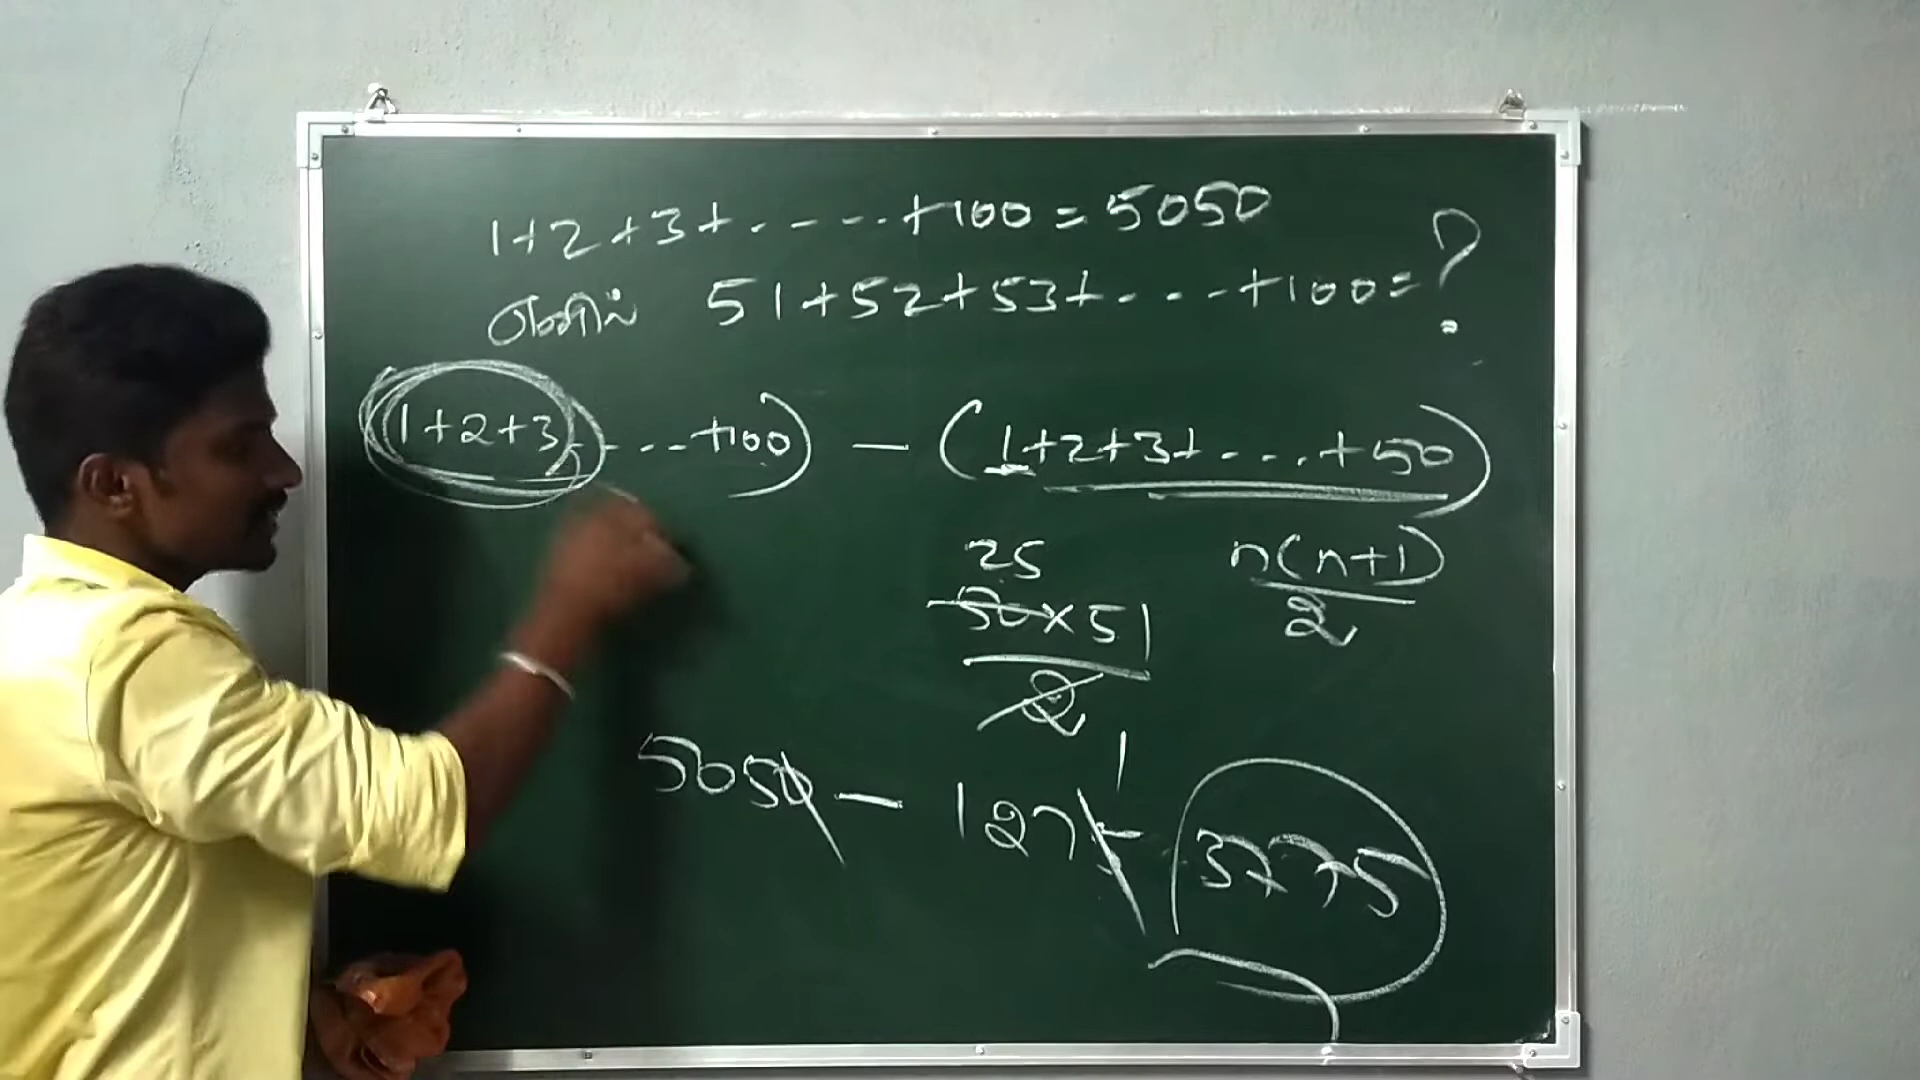 1+2+3+.....+100=5050
எனில் 51+52+53+....+100=?
(1+2+3+...+100) - (1+2+3+....+50)
25
50×51 n(n+1)
2 2
5050 - 1275
3775